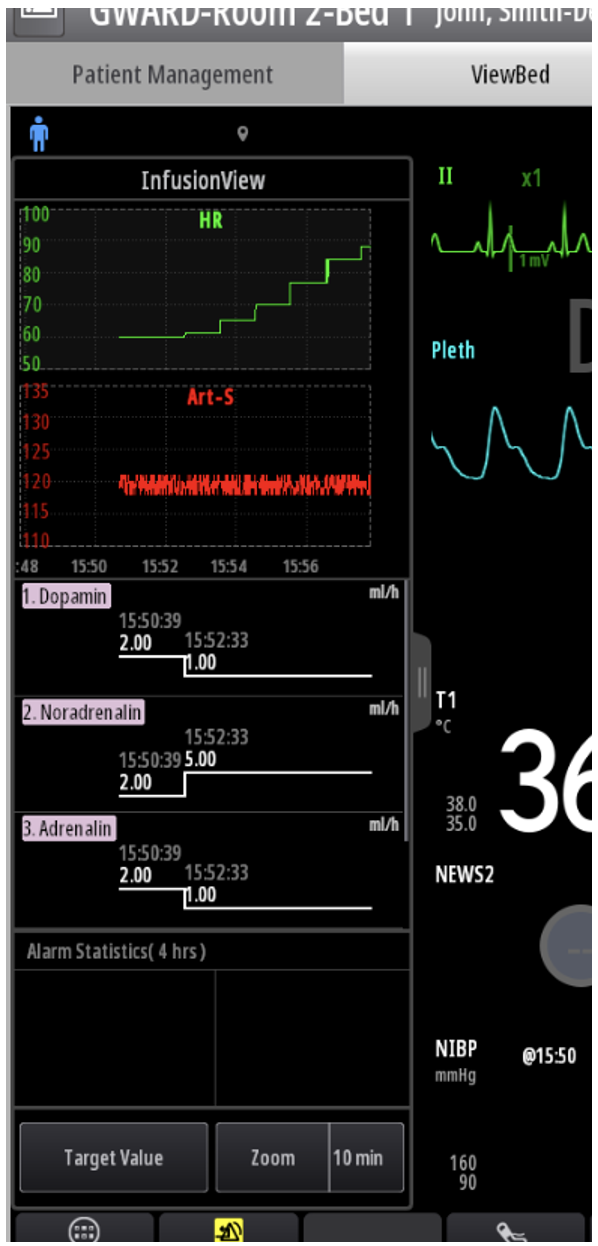 GWARD-Room 2-Bed 1 John, Smith-D
Patient Management
ViewBed
InfusionView
HR
100
90
80
70
60
50
Art-S
135
130
125
120
115
110
:48 15:50 15:52 15:54 15:56
1. Dopamin ml/h
15:50:39
2.00
15:52:33
1.00
2. Noradrenalin ml/h
15:52:33
15:50:39 5.00
2.00
3. Adrenalin ml/h
15:50:39
2.00
15:52:33
1.00
Alarm Statistics( 4 hrs )
Target Value
Zoom
10 min
II x1
1 mV
Pleth
T1
°C
36
38.0
35.0
NEWS2
--
NIBP @15:50
mmHg
160
90